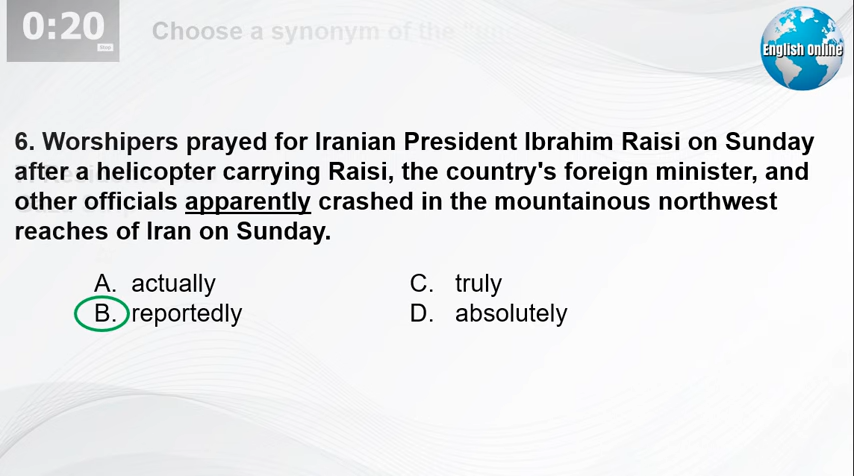 0:20
Choose a synonym of the "un
English Online
6. Worshipers prayed for Iranian President Ibrahim Raisi on Sunday
after a helicopter carrying Raisi, the country's foreign minister, and
other officials apparently crashed in the mountainous northwest
reaches of Iran on Sunday.
A. actually
C. truly
B. reportedly
D. absolutely